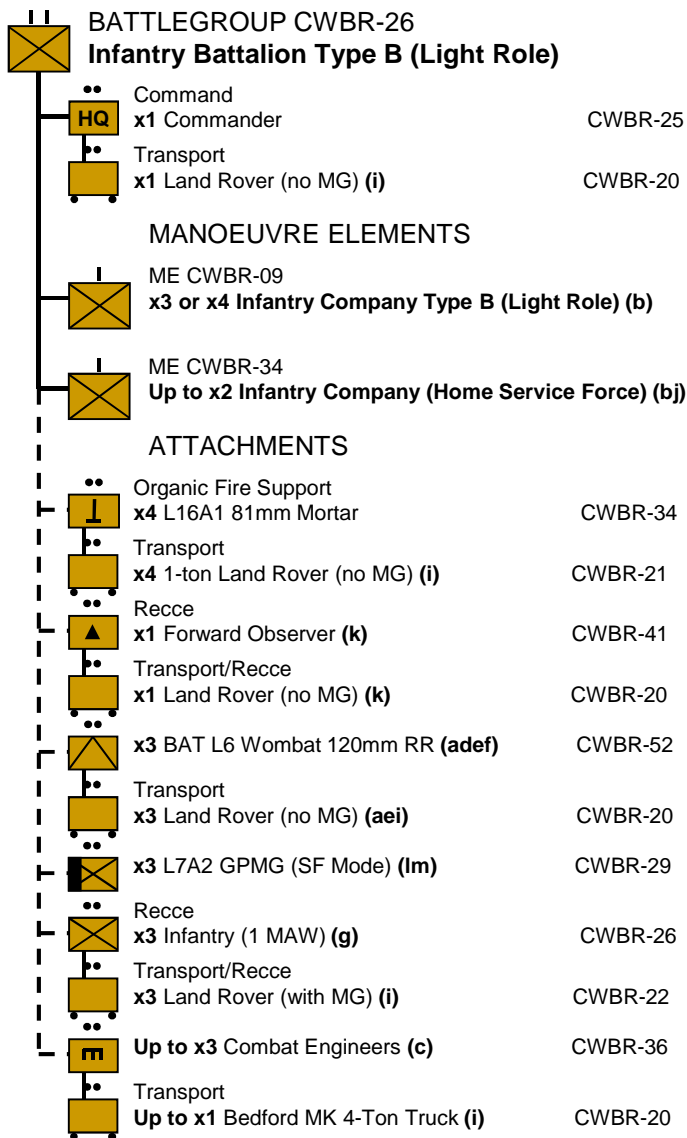 BATTLEGROUP CWBR-26
Infantry Battalion Type B (Light Role)
Command
HQ x1 Commander CWBR-25
Transport
x1 Land Rover (no MG) (i) CWBR-20
MANOEUVRE ELEMENTS
ME CWBR-09
x3 or x4 Infantry Company Type B (Light Role) (b)
ME CWBR-34
Up to x2 Infantry Company (Home Service Force) (bj)
ATTACHMENTS
Organic Fire Support
x4 L16A1 81mm Mortar CWBR-34
Transport
x4 1-ton Land Rover (no MG) (i) CWBR-21
Recce
x1 Forward Observer (k) CWBR-41
Transport/Recce
x1 Land Rover (no MG) (k) CWBR-20
x3 BAT L6 Wombat 120mm RR (adef) CWBR-52
Transport
x3 Land Rover (no MG) (aei) CWBR-20
x3 L7A2 GPMG (SF Mode) (lm) CWBR-29
Recce
x3 Infantry (1 MAW) (g) CWBR-26
Transport/Recce
x3 Land Rover (with MG) (i) CWBR-22
Up to x3 Combat Engineers (c) CWBR-36
Transport
Up to x1 Bedford MK 4-Ton Truck (i) CWBR-20